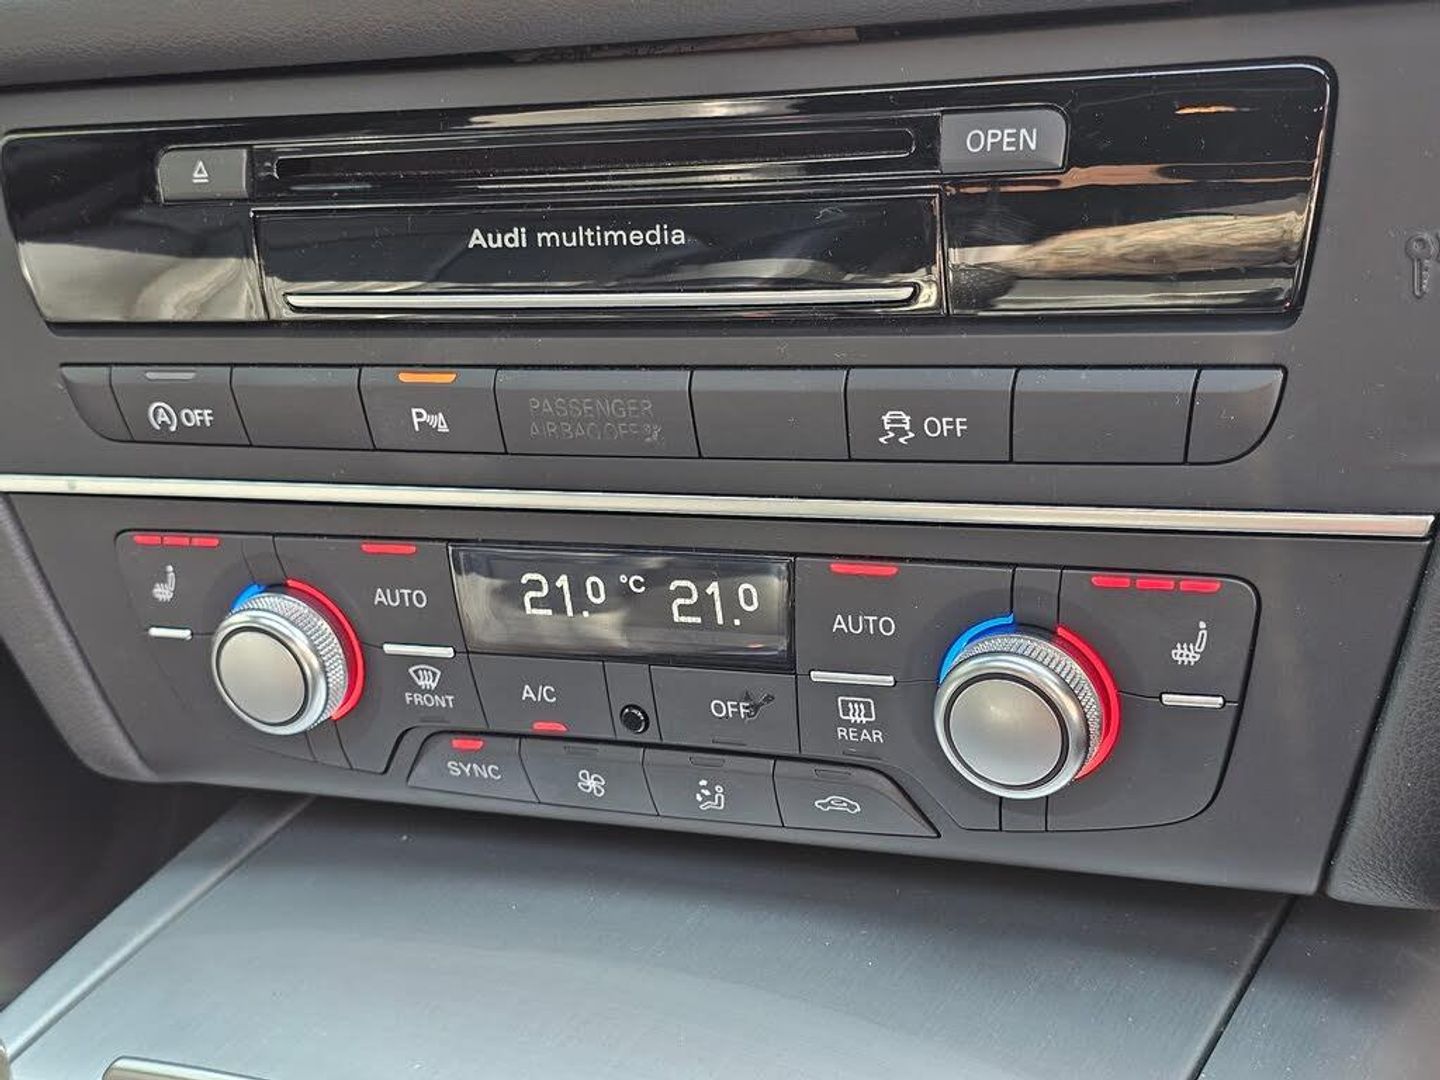 OPEN
Audi multimedia
A OFF
P
PASSENGER
AIRBAG OFF
OFF
AUTO
21.0 °C 21.0
AUTO
FRONT
A/C
OFF
REAR
SYNC